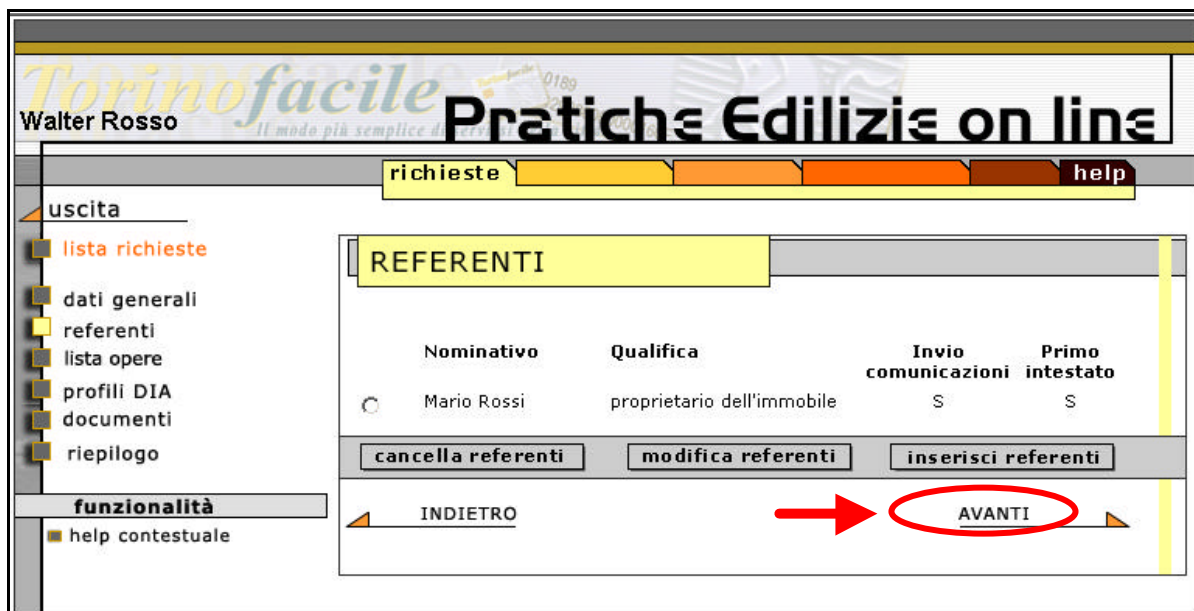 Torinofacile
Il modo più semplice di
Walter Rosso
Pratiche Edilizie on line
richieste
help
uscita
lista richieste
dati generali
referenti
lista opere
profili DIA
documenti
riepilogo
funzionalità
help contestuale
REFERENTI
Nominativo Qualifica Invio comunicazioni Primo intestato
Mario Rossi proprietario dell'immobile S S
cancella referenti modifica referenti inserisci referenti
INDIETRO AVANTI